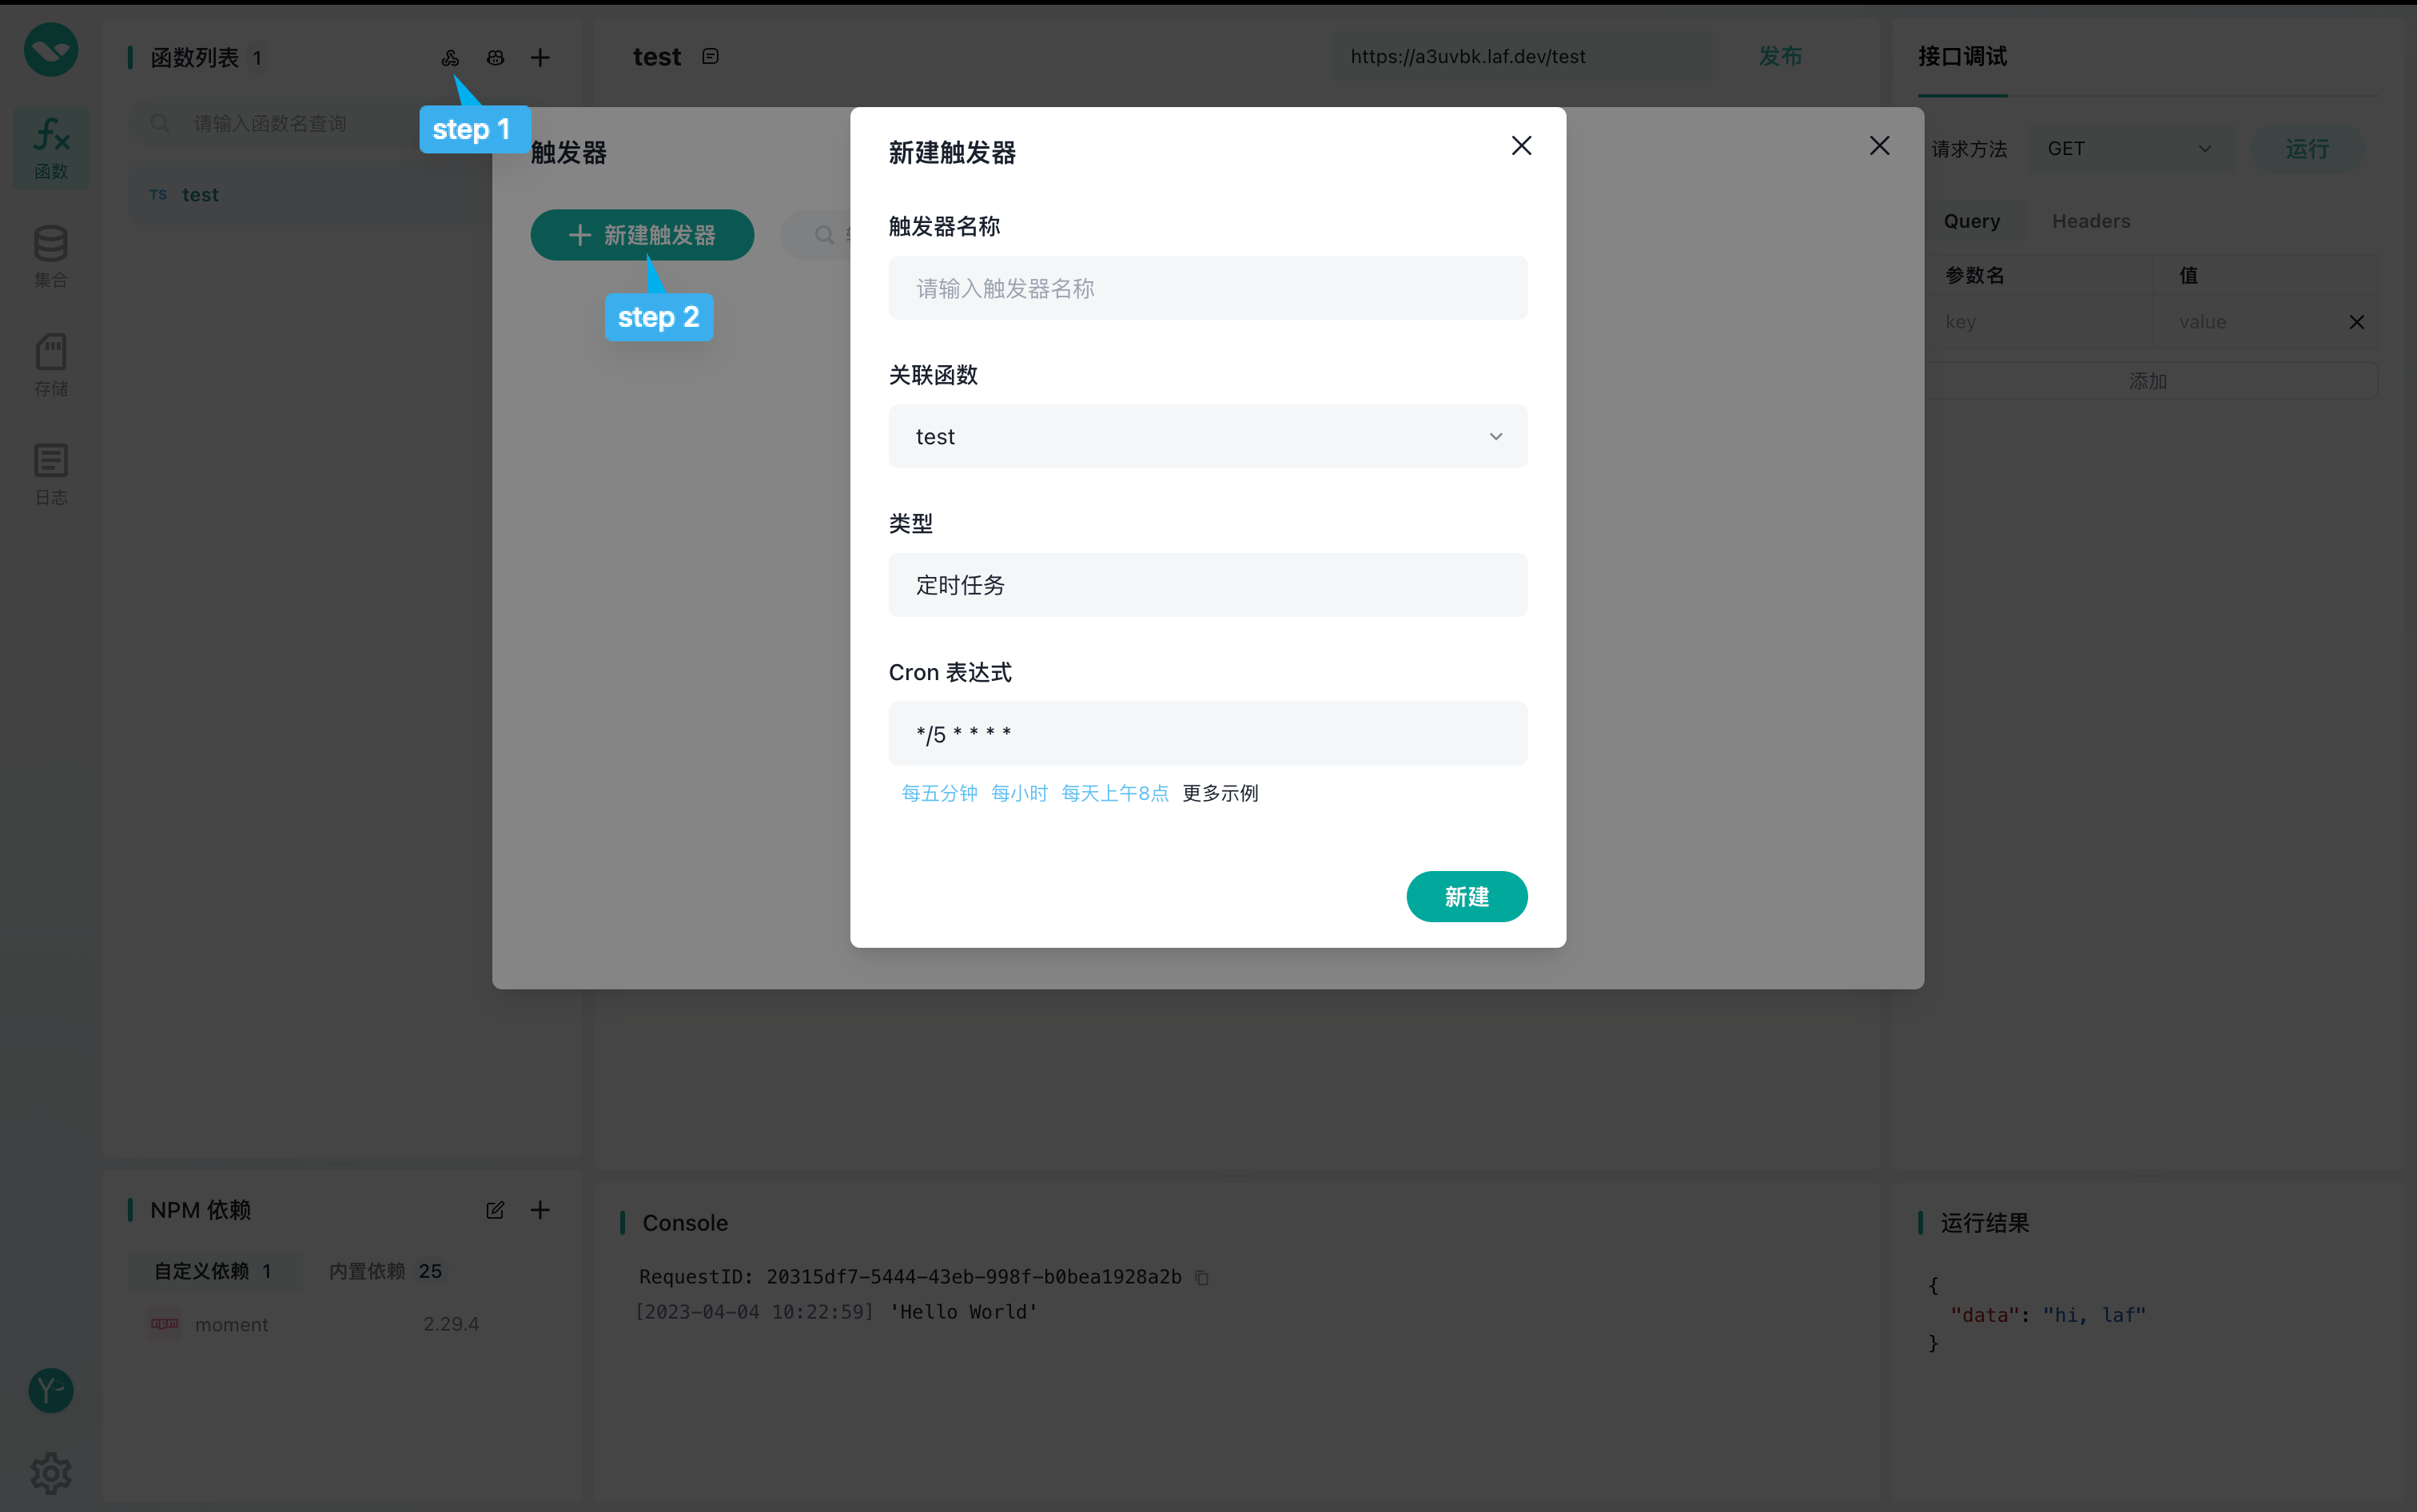 函数列表 1
请输入函数名查询
TS test
函数
集合
存储
日志
step 1
触发器
新建触发器
step 2
test
https://a3uvbk.laf.dev/test
发布
新建触发器
触发器名称
请输入触发器名称
关联函数
test
类型
定时任务
Cron 表达式
*/5 * * * *
每五分钟 每小时 每天上午8点 更多示例
新建
接口调试
请求方法 GET 运行
Query Headers
参数名 值
key value
添加
NPM 依赖
自定义依赖 1 内置依赖 25
moment 2.29.4
Console
RequestID: 20315df7-5444-43eb-998f-b0bea1928a2b
[2023-04-04 10:22:59] 'Hello World'
运行结果
{
"data": "hi, laf"
}